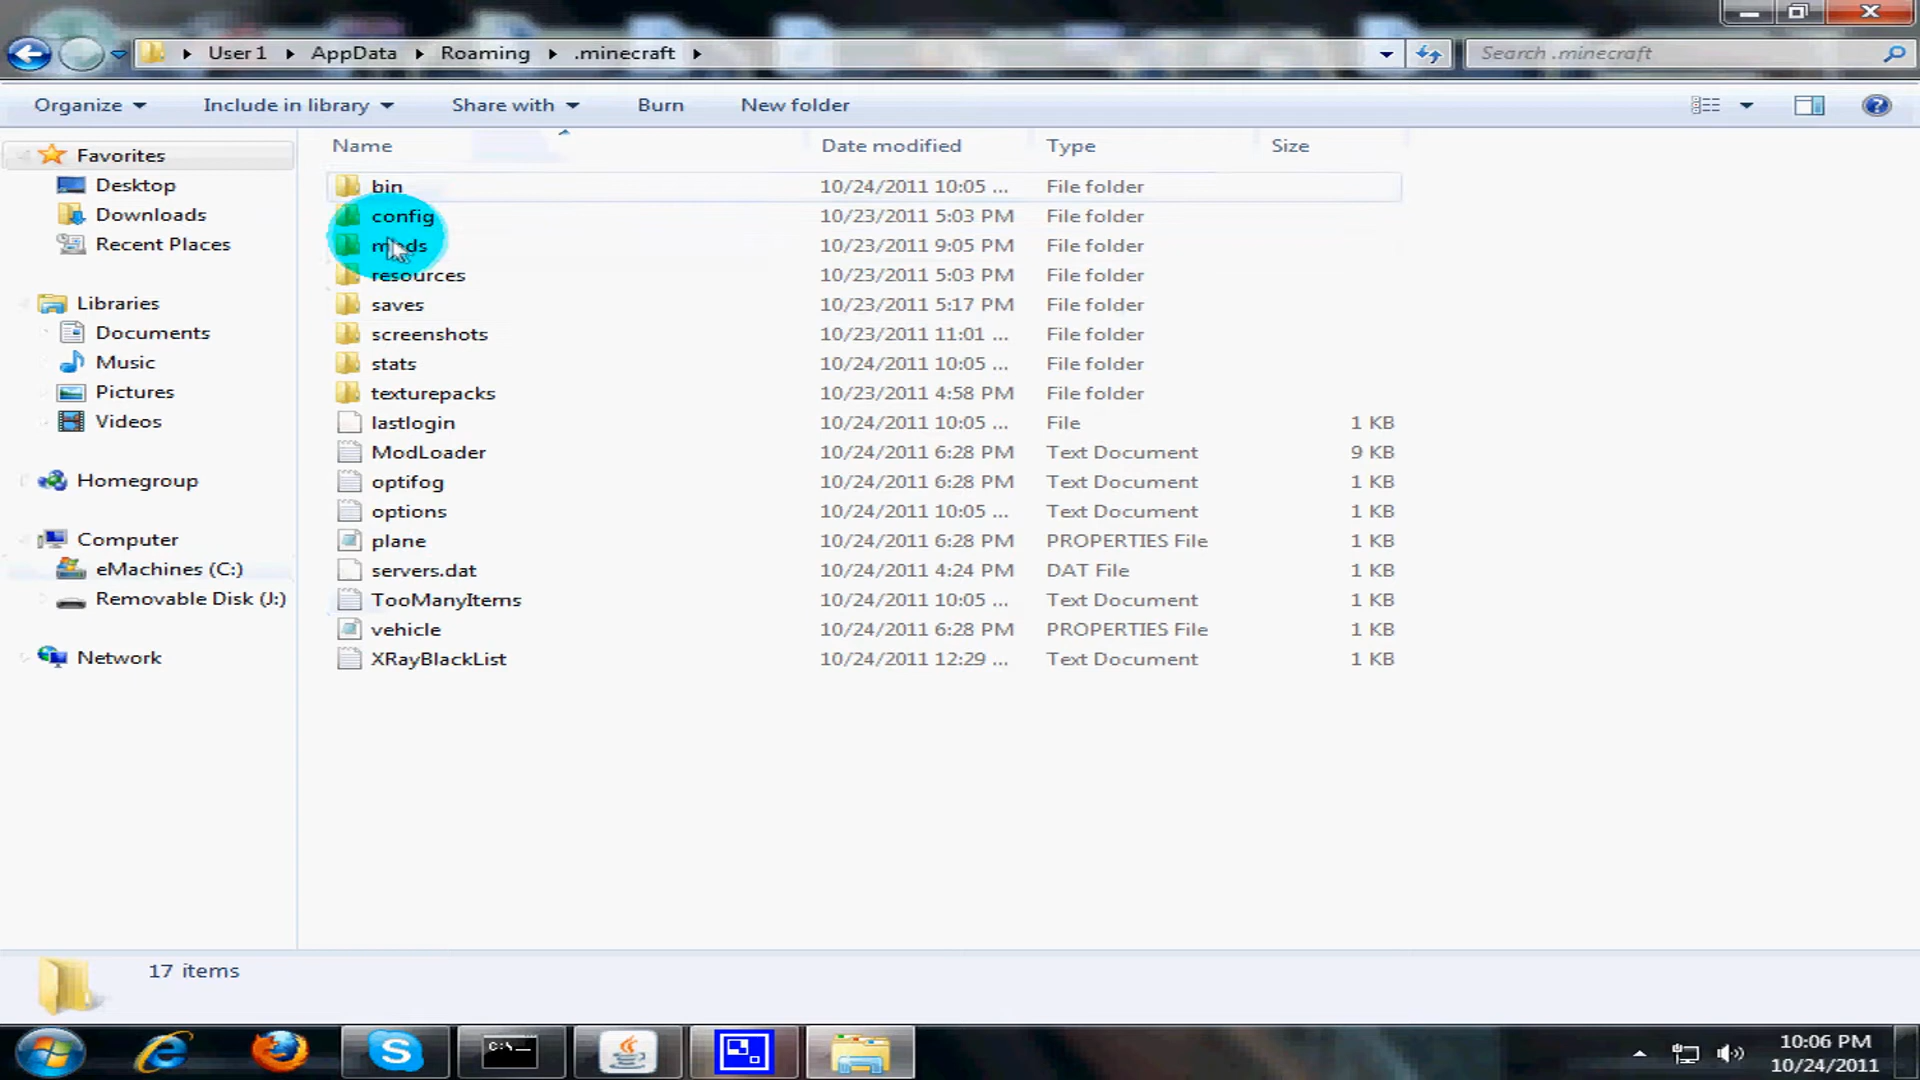 User 1 AppData Roaming .minecraft Search .minecraft
Organize Include in library Share with Burn New folder
Name Date modified Type Size
Favorites
Desktop
Downloads
Recent Places
Libraries
Documents
Music
Pictures
Videos
Homegroup
Computer
eMachines (C:)
Removable Disk (J:)
Network
bin 10/24/2011 10:05 ... File folder
config 10/23/2011 5:03 PM File folder
mods 10/23/2011 9:05 PM File folder
resources 10/23/2011 5:03 PM File folder
saves 10/23/2011 5:17 PM File folder
screenshots 10/23/2011 11:01 ... File folder
stats 10/24/2011 10:05 ... File folder
texturepacks 10/23/2011 4:58 PM File folder
lastlogin 10/24/2011 10:05 ... File 1 KB
ModLoader 10/24/2011 6:28 PM Text Document 9 KB
optifog 10/24/2011 6:28 PM Text Document 1 KB
options 10/24/2011 10:05 ... Text Document 1 KB
plane 10/24/2011 6:28 PM PROPERTIES File 1 KB
servers.dat 10/24/2011 4:24 PM DAT File 1 KB
TooManyItems 10/24/2011 10:05 ... Text Document 1 KB
vehicle 10/24/2011 6:28 PM PROPERTIES File 1 KB
XRayBlackList 10/24/2011 12:29 ... Text Document 1 KB
17 items
C:\
10:06 PM
10/24/2011